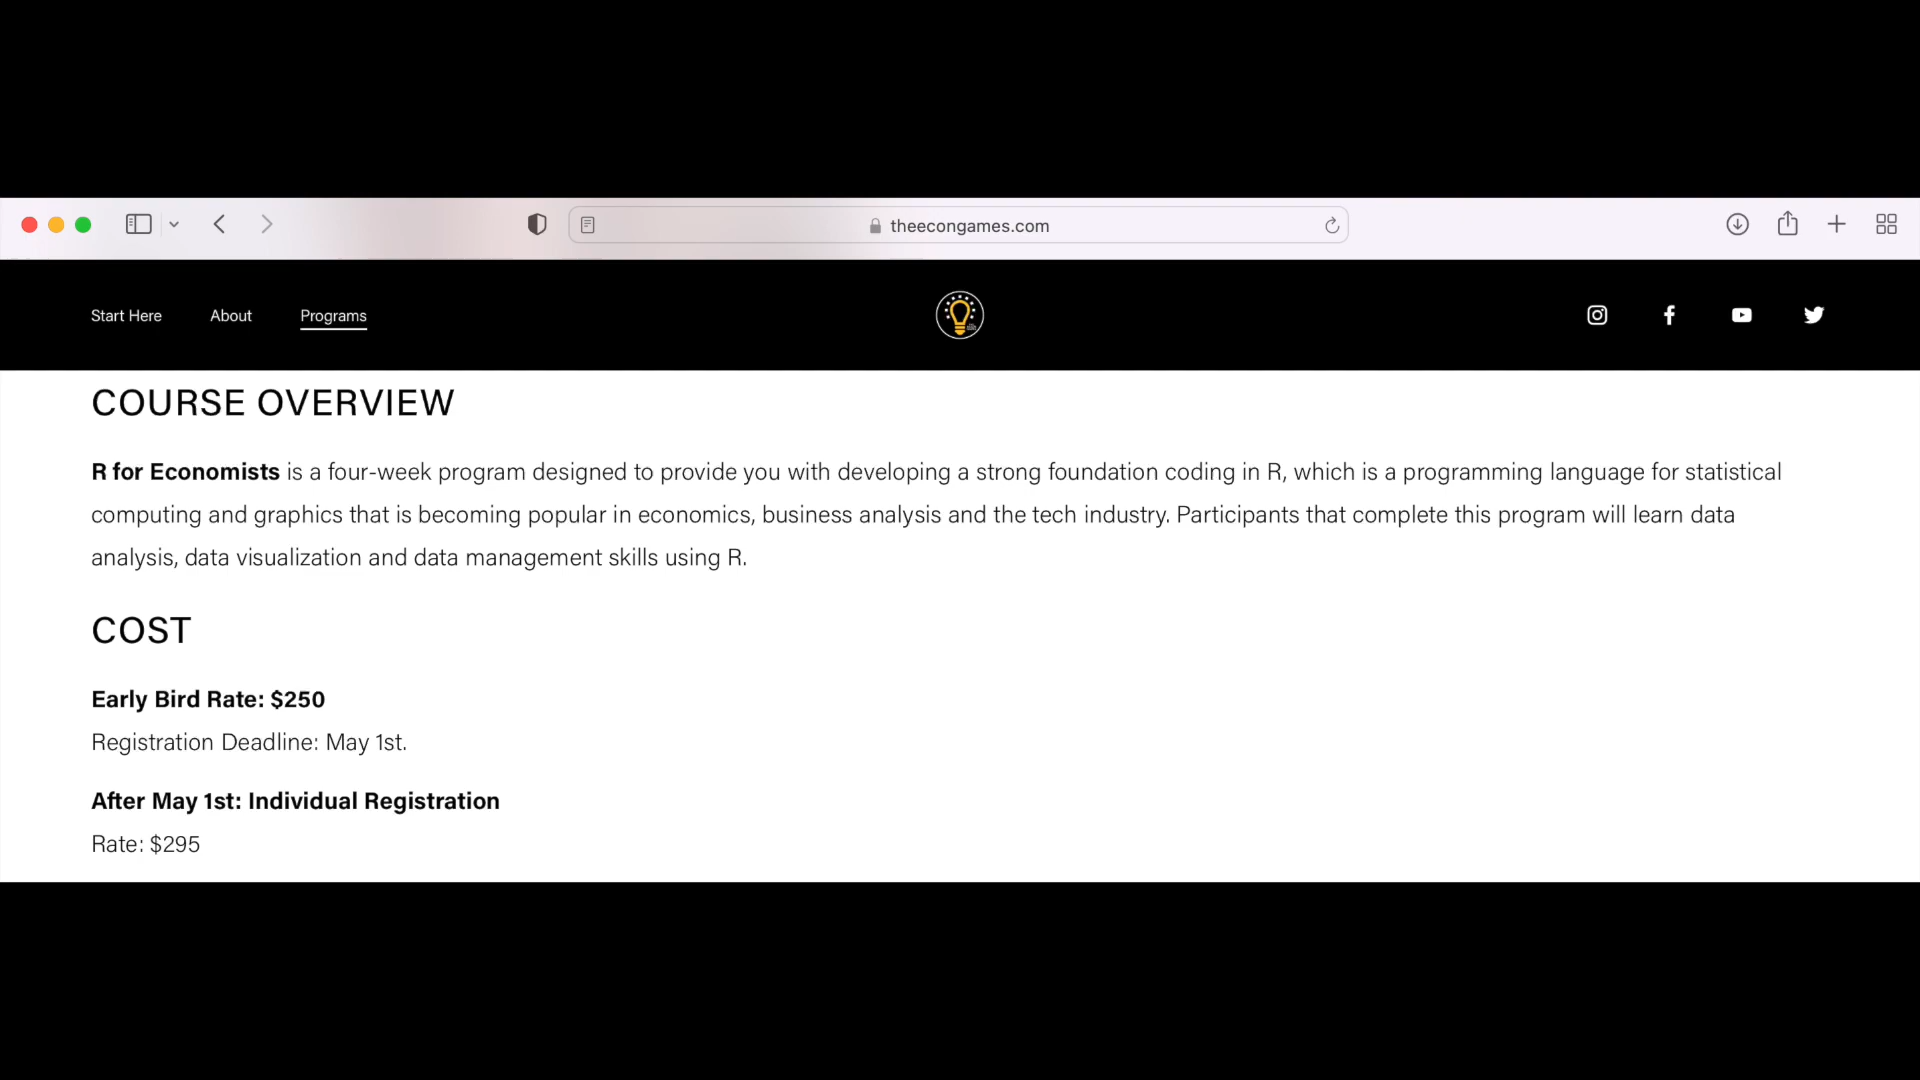 theecongames.com
Start Here About Programs
COURSE OVERVIEW
R for Economists is a four-week program designed to provide you with developing a strong foundation coding in R, which is a programming language for statistical
computing and graphics that is becoming popular in economics, business analysis and the tech industry. Participants that complete this program will learn data
analysis, data visualization and data management skills using R.
COST
Early Bird Rate: $250
Registration Deadline: May 1st.
After May 1st: Individual Registration
Rate: $295